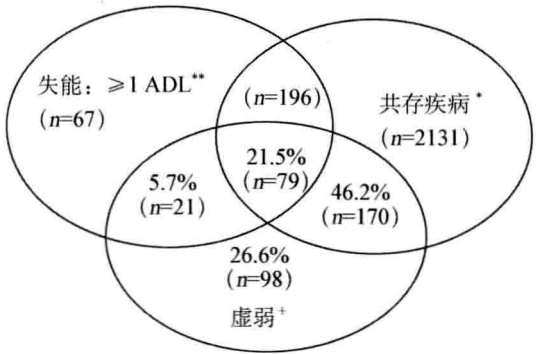 失能：≥1 ADL**
(n=67)
(n=196)
共存疾病*
(n=2131)
21.5%
(n=79)
5.7%
(n=21)
46.2%
(n=170)
26.6%
(n=98)
虚弱+